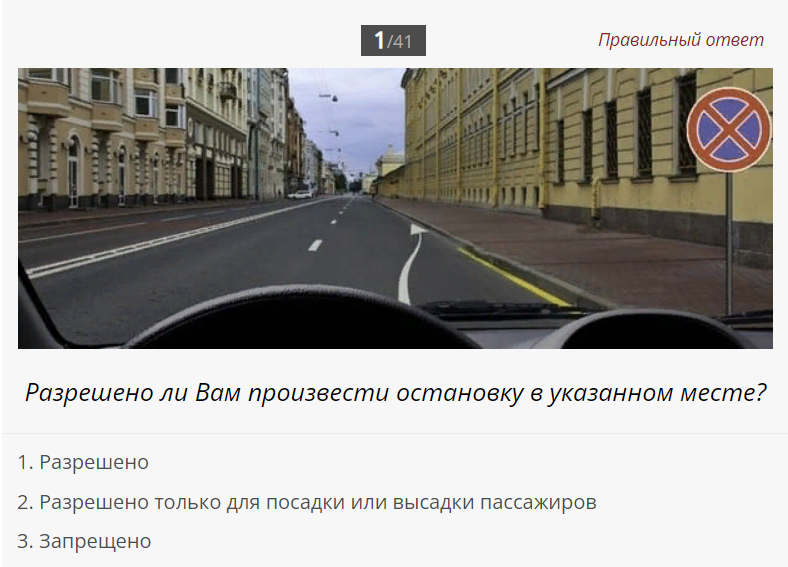 1/41
Правильный ответ
Разрешено ли Вам произвести остановку в указанном месте?
1. Разрешено
2. Разрешено только для посадки или высадки пассажиров
3. Запрещено